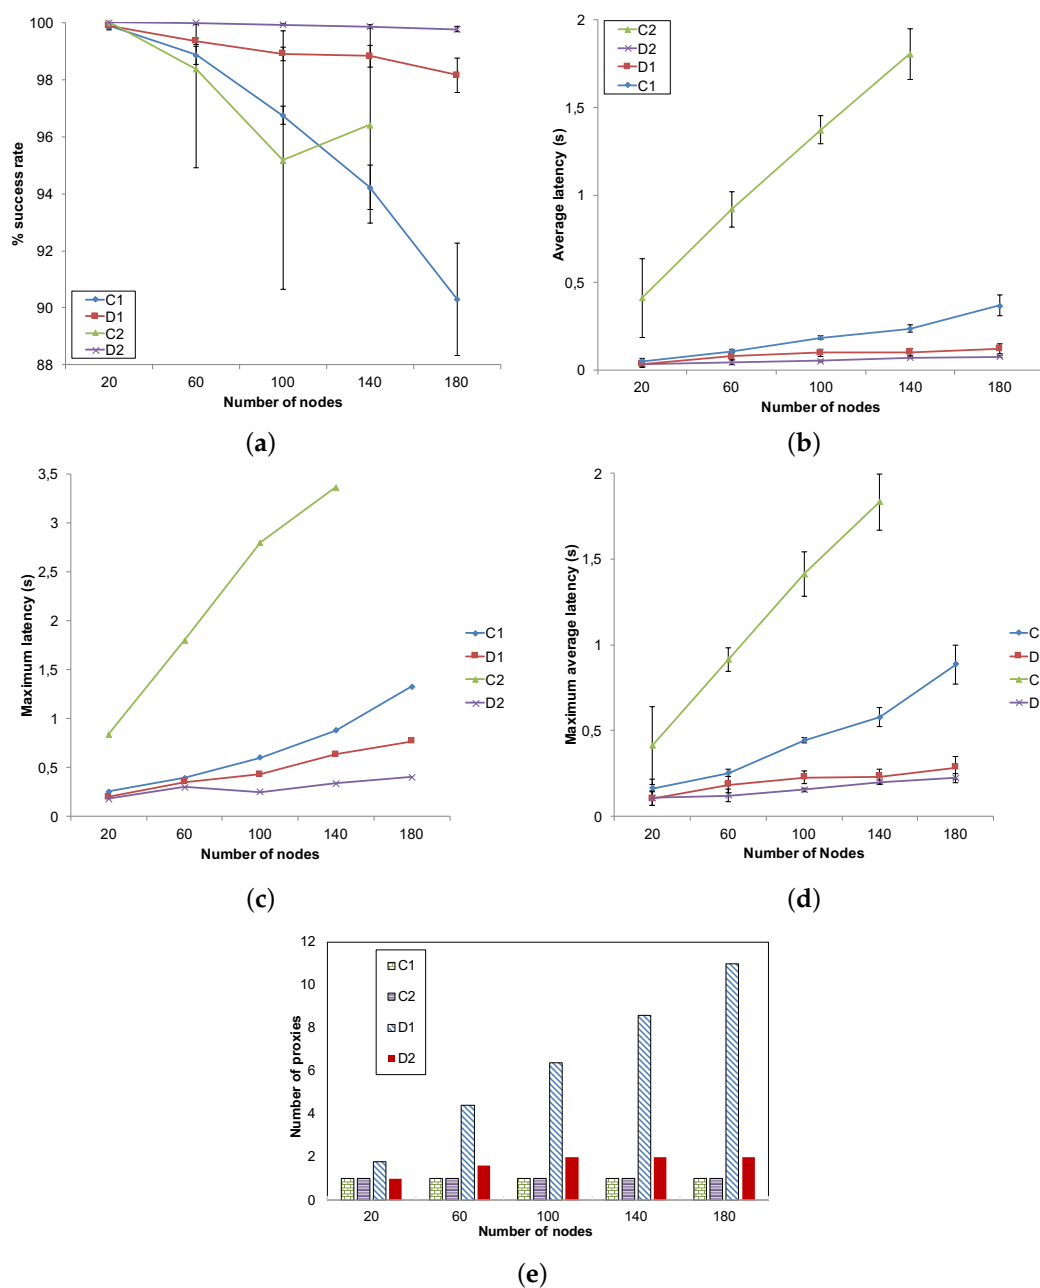 100
98
96
94
92
90
88
% success rate
C1
D1
C2
D2
20 60 100 140 180
Number of nodes
(a)
2
1,5
1
0,5
0
Average latency (s)
C2
D2
D1
C1
20 60 100 140 180
Number of nodes
(b)
3,5
3
2,5
2
1,5
1
0,5
0
Maximum latency (s)
C1
D1
C2
D2
20 60 100 140 180
Number of nodes
(c)
2
1,5
1
0,5
0
Maximum average latency (s)
C
D
C
D
20 60 100 140 180
Number of Nodes
(d)
12
10
8
6
4
2
0
Number of proxies
C1
C2
D1
D2
20 60 100 140 180
Number of nodes
(e)